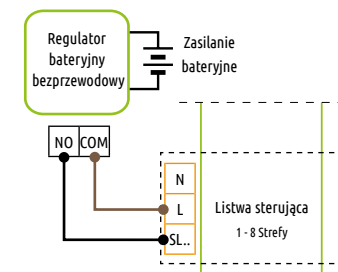 Regulator
bateryjny
bezprzewodowy
Zasilanie
bateryjne
NO COM
N
L
SL..
Listwa sterująca
1 - 8 Strefy